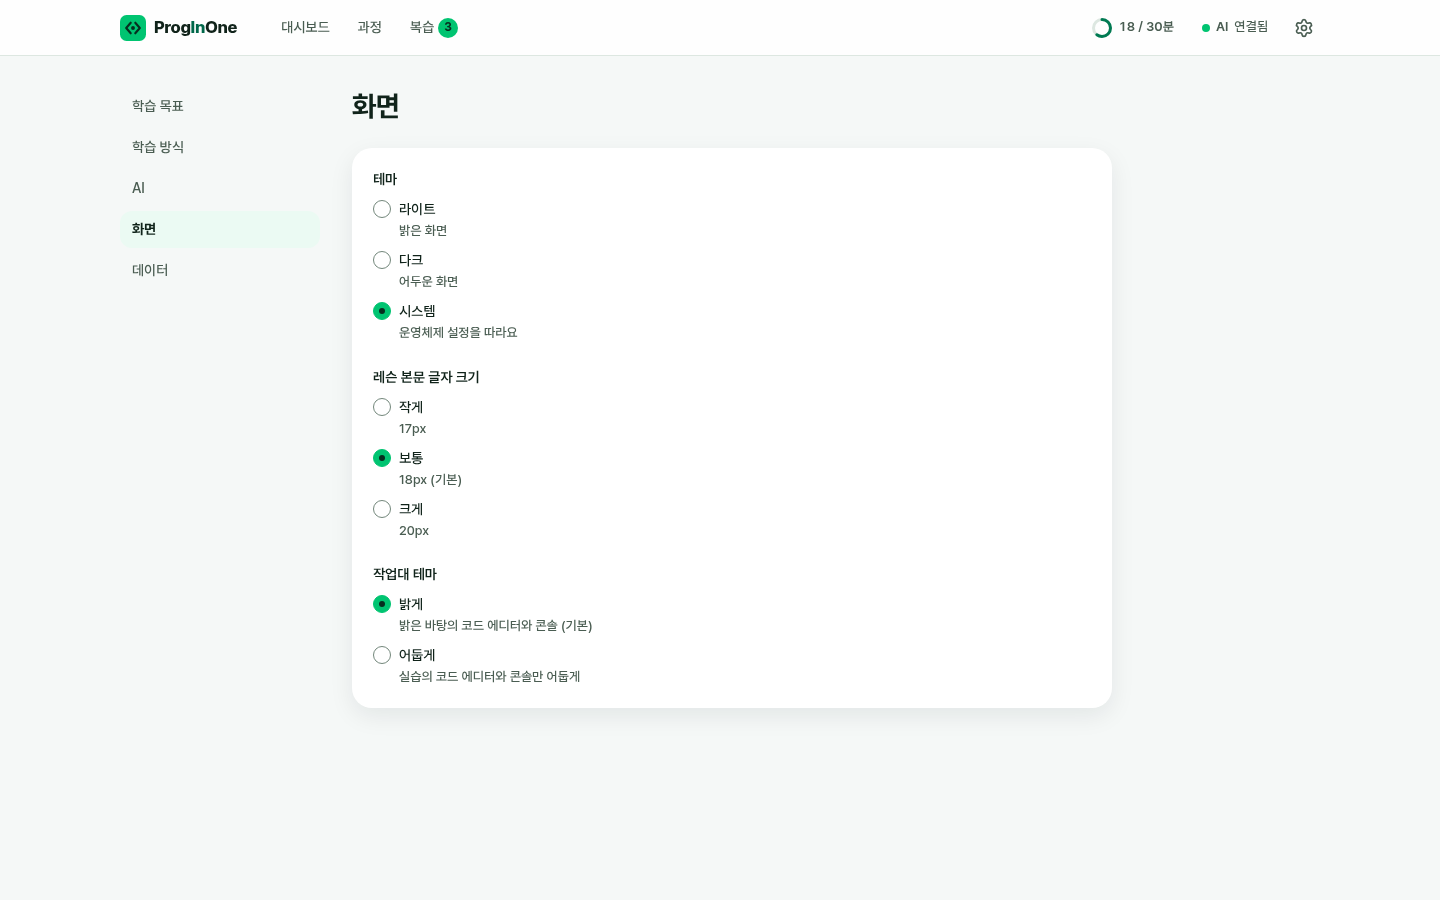 ProgInOne
대시보드
과정
복습 3
18 / 30분
AI 연결됨
학습 목표
학습 방식
AI
화면
데이터
화면
테마
라이트
밝은 화면
다크
어두운 화면
시스템
운영체제 설정을 따라요
레슨 본문 글자 크기
작게
17px
보통
18px (기본)
크게
20px
작업대 테마
밝게
밝은 바탕의 코드 에디터와 콘솔 (기본)
어둡게
실습의 코드 에디터와 콘솔만 어둡게